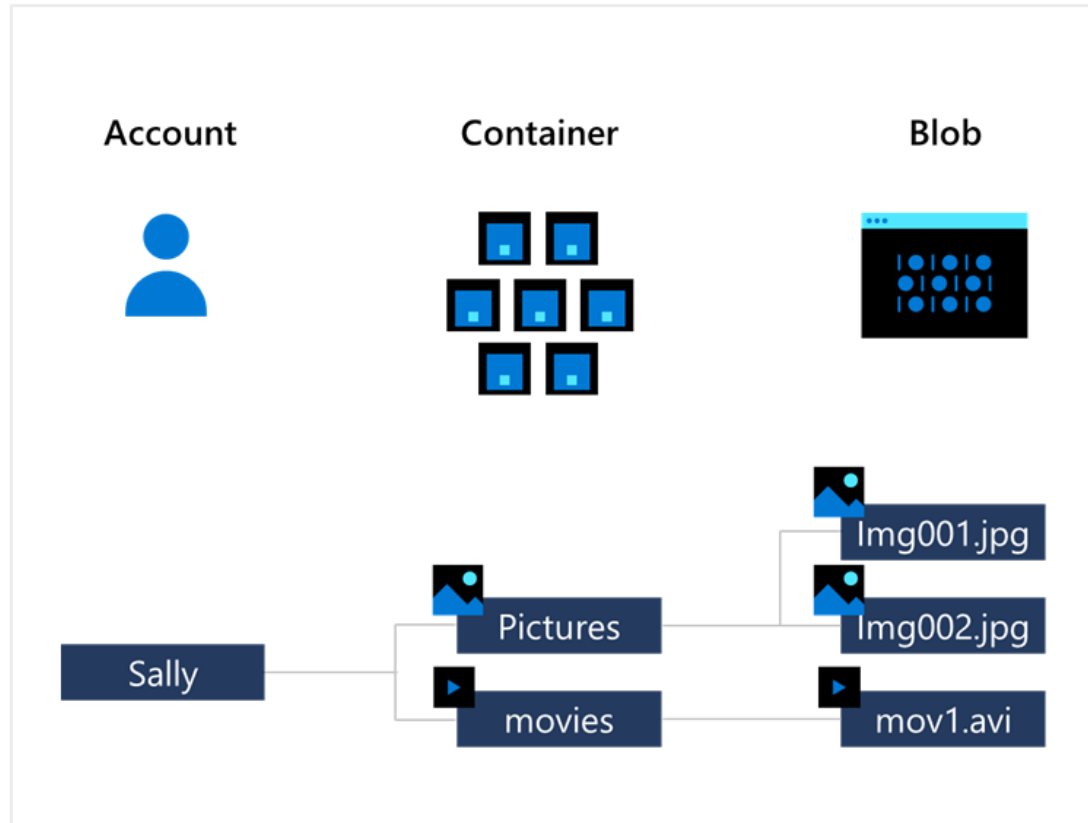 Account
Container
Blob
Img001.jpg
Pictures
Img002.jpg
Sally
movies
mov1.avi